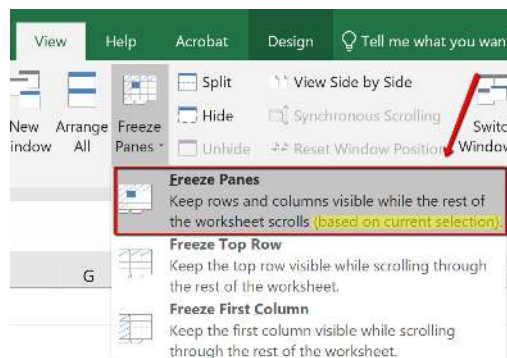 View Help Acrobat Design Tell me what you wan
Split View Side by Side
New Arrange Freeze Hide Synchronous Scrolling Switc
indow All Panes Unhide Reset Window Position Window
Freeze Panes
Keep rows and columns visible while the rest of
the worksheet scrolls (based on current selection).
Freeze Top Row
Keep the top row visible while scrolling through
the rest of the worksheet.
G
Freeze First Column
Keep the first column visible while scrolling
through the rest of the worksheet.